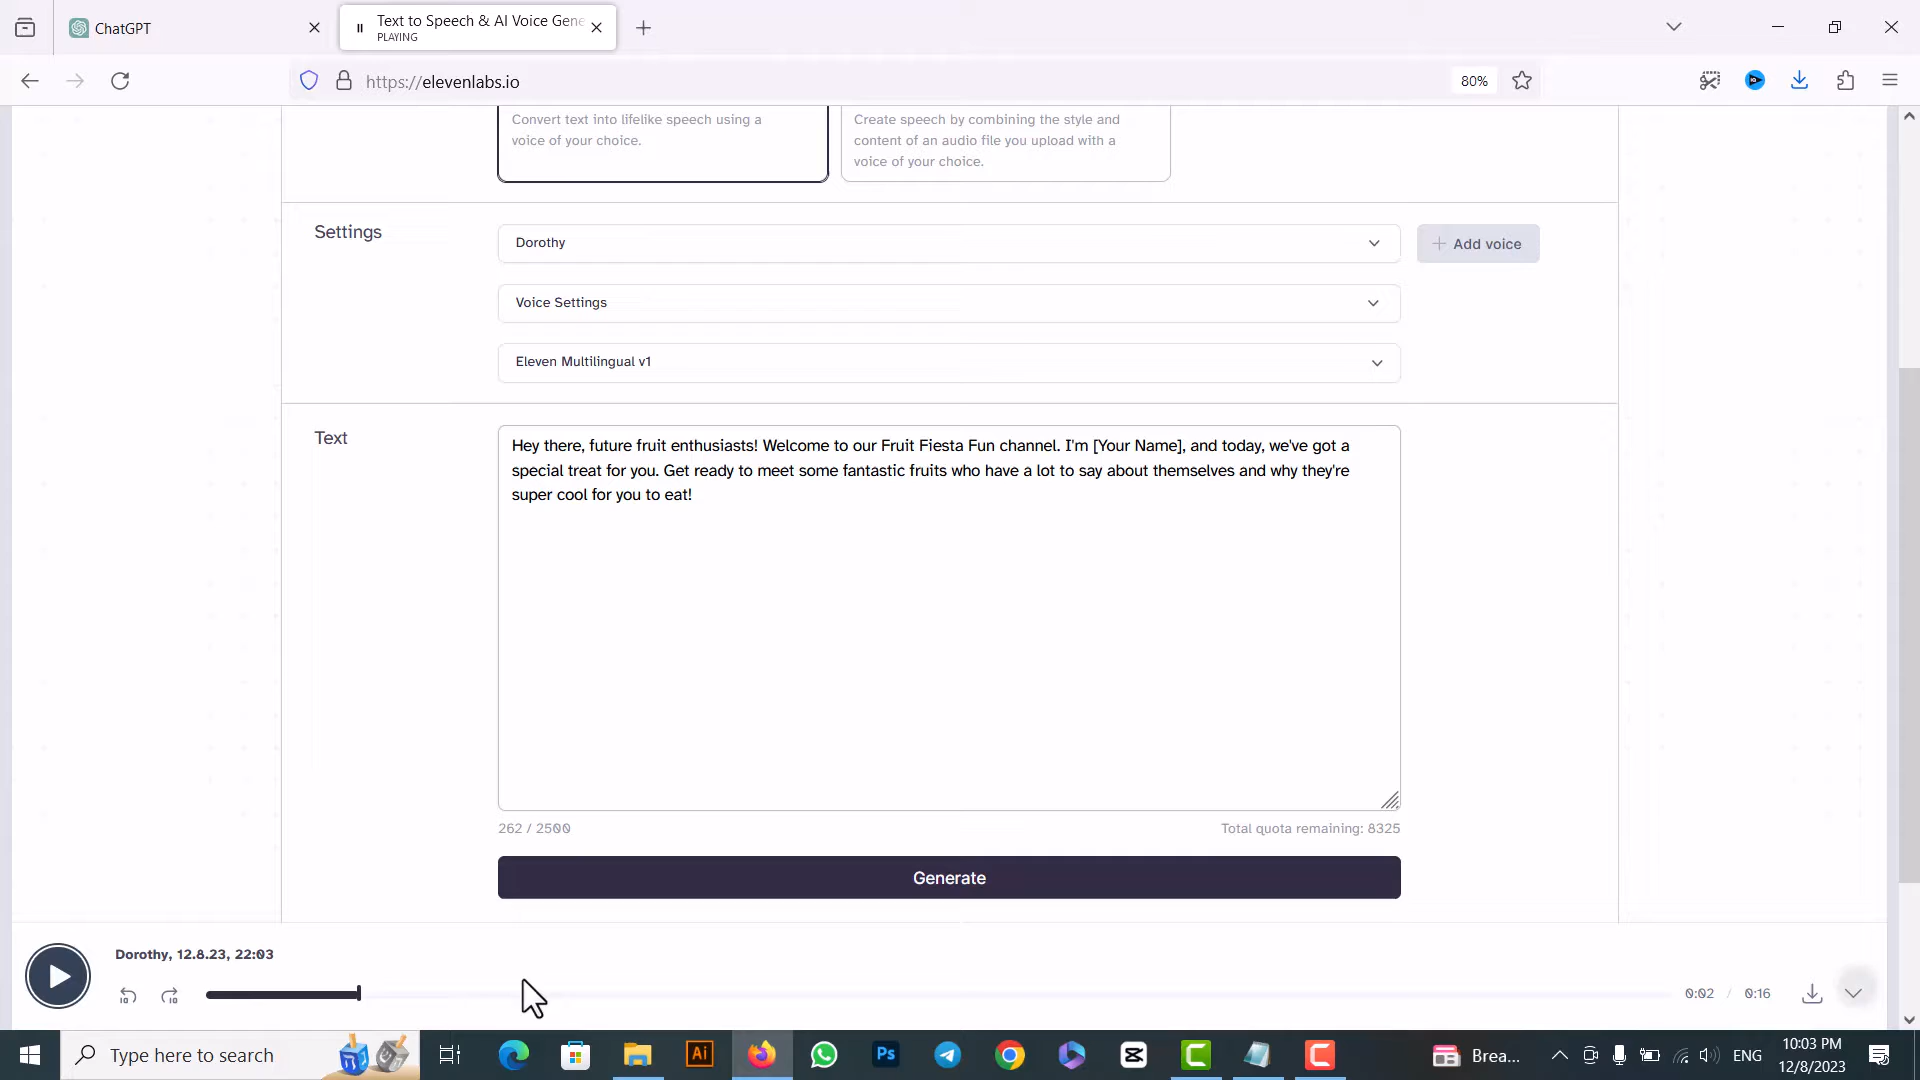 ChatGPT
Text to Speech & AI Voice Gene
PLAYING
https://elevenlabs.io
80%
Convert text into lifelike speech using a
voice of your choice.
Create speech by combining the style and
content of an audio file you upload with a
voice of your choice.
Settings
Dorothy
Add voice
Voice Settings
Eleven Multilingual v1
Text
Hey there, future fruit enthusiasts! Welcome to our Fruit Fiesta Fun channel. I'm [Your Name], and today, we've got a
special treat for you. Get ready to meet some fantastic fruits who have a lot to say about themselves and why they're
super cool for you to eat!
262 / 2500
Total quota remaining: 8325
Generate
Dorothy, 12.8.23, 22:03
10
10
0:02 / 0:16
Type here to search
Ai
Ps
Brea...
ENG
10:03 PM
12/8/2023